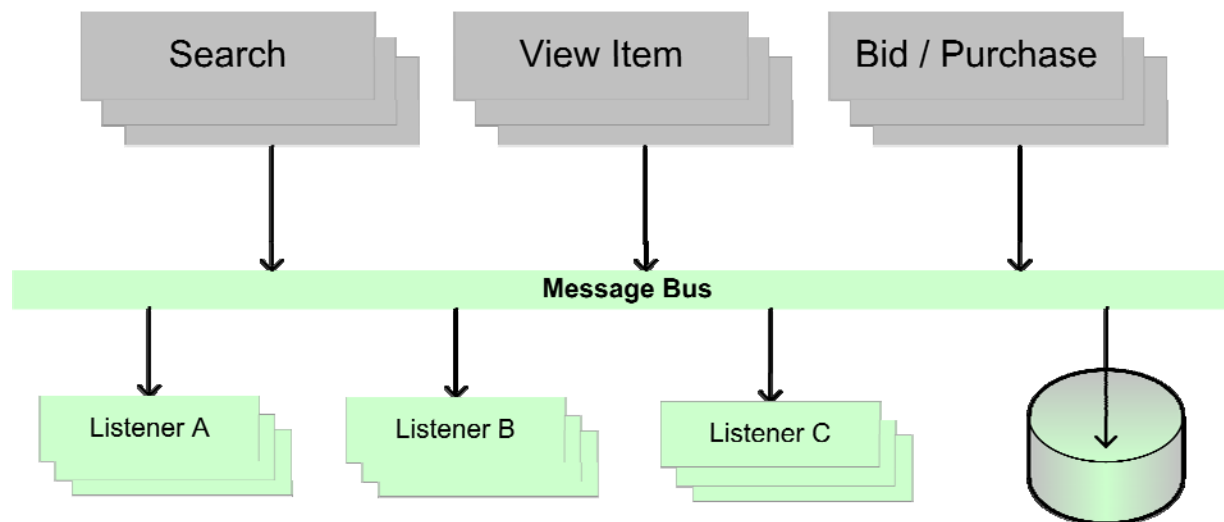 Search
View Item
Bid / Purchase
Message Bus
Listener A
Listener B
Listener C